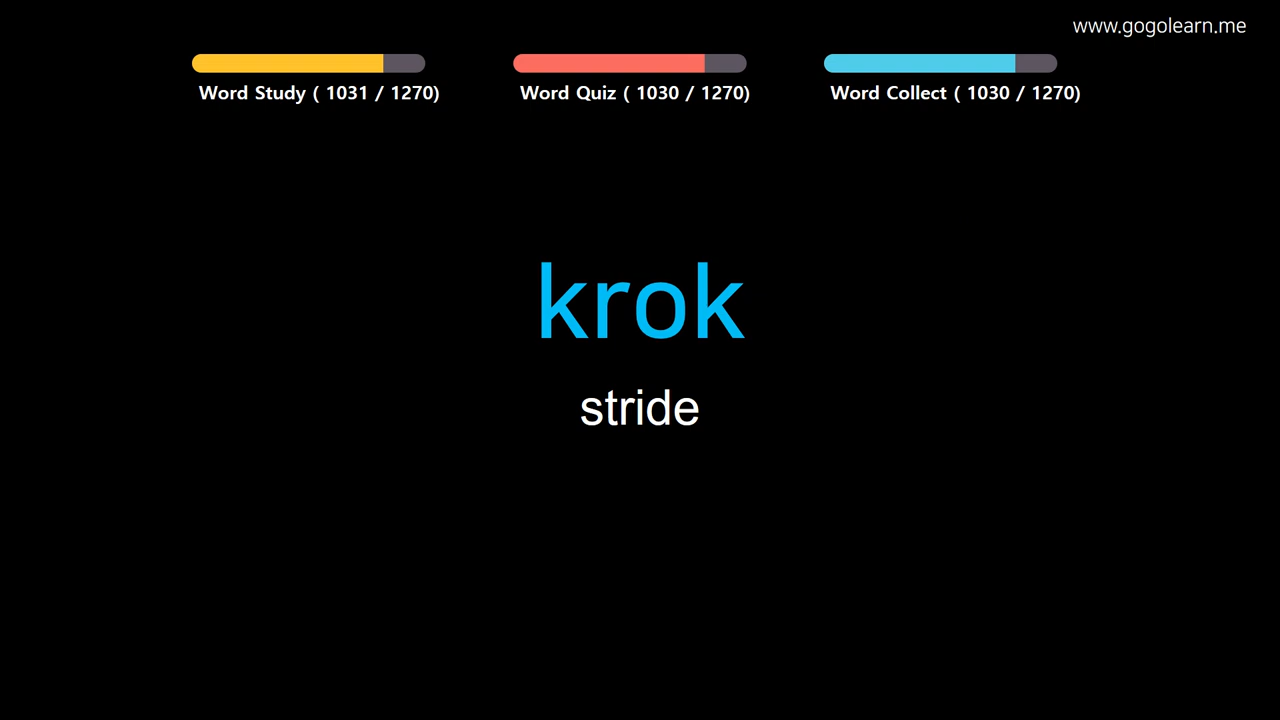 www.gogolearn.me
Word Study ( 1031 / 1270)
Word Quiz ( 1030 / 1270)
Word Collect ( 1030 / 1270)
krok
stride